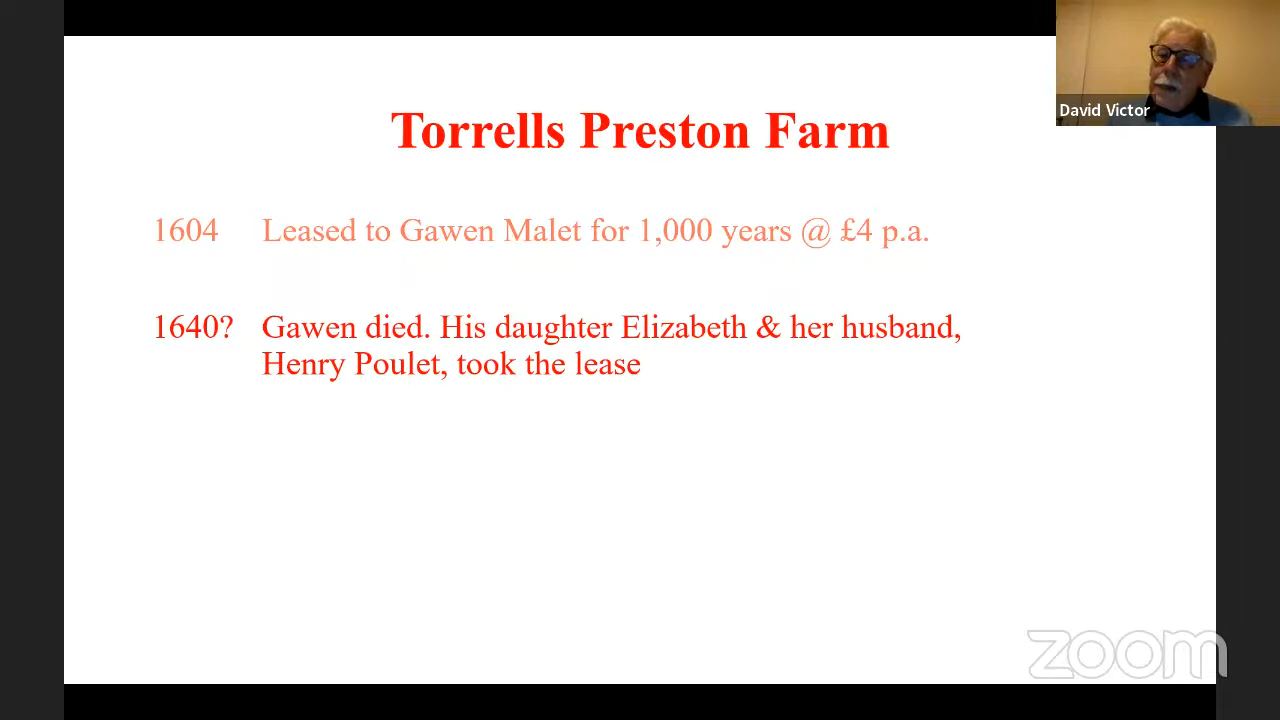 Torrells Preston Farm
1604 Leased to Gawen Malet for 1,000 years @ £4 p.a.
1640? Gawen died. His daughter Elizabeth & her husband,
Henry Poulet, took the lease
David Victor
zoom